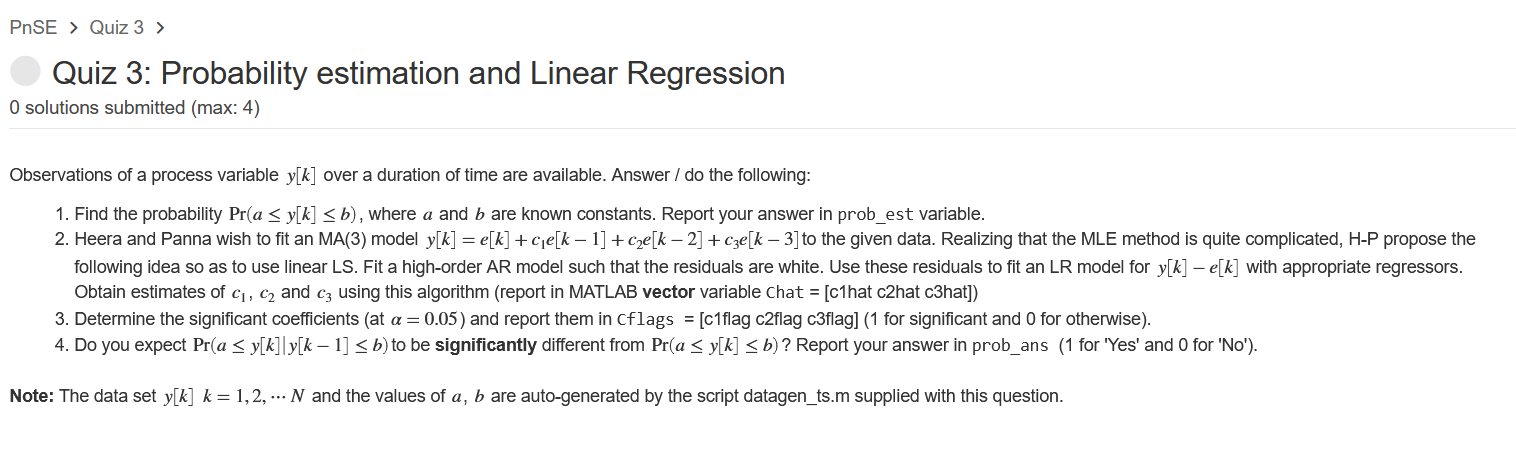 PnSE > Quiz 3 >
Quiz 3: Probability estimation and Linear Regression
0 solutions submitted (max: 4)
Observations of a process variable y[k] over a duration of time are available. Answer / do the following:
1. Find the probability Pr(a ≤ y[k] ≤ b), where a and b are known constants. Report your answer in prob_est variable.
2. Heera and Panna wish to fit an MA(3) model y[k] = e[k] + c₁e[k − 1] + c₂e[k − 2] + c₃e[k − 3] to the given data. Realizing that the MLE method is quite complicated, H-P propose the
following idea so as to use linear LS. Fit a high-order AR model such that the residuals are white. Use these residuals to fit an LR model for y[k] − e[k] with appropriate regressors.
Obtain estimates of c₁, c₂ and c₃ using this algorithm (report in MATLAB vector variable Chat = [c1hat c2hat c3hat])
3. Determine the significant coefficients (at α = 0.05) and report them in Cflags = [c1flag c2flag c3flag] (1 for significant and 0 for otherwise).
4. Do you expect Pr(a ≤ y[k]|y[k − 1] ≤ b) to be significantly different from Pr(a ≤ y[k] ≤ b)? Report your answer in prob_ans (1 for 'Yes' and 0 for 'No').
Note: The data set y[k] k = 1, 2, ⋯ N and the values of a, b are auto-generated by the script datagen_ts.m supplied with this question.